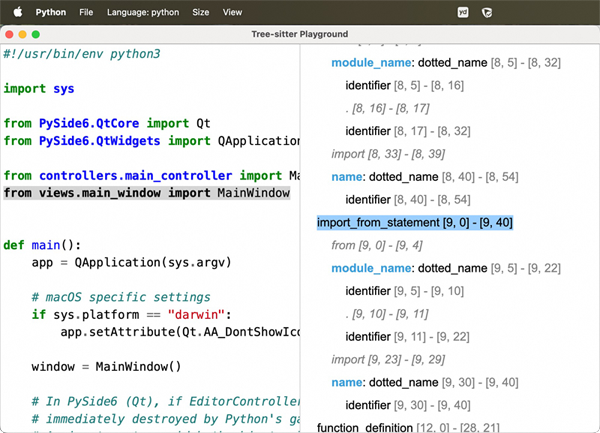 Python File Language: python Size View yd
Tree-sitter Playground
#!/usr/bin/env python3
import sys
from PySide6.QtCore import Qt
from PySide6.QtWidgets import QApplication
from controllers.main_controller import Ma
from views.main_window import MainWindow
def main():
app = QApplication(sys.argv)
# macOS specific settings
if sys.platform == "darwin":
app.setAttribute(Qt.AA_DontShowIco
window = MainWindow()
# In PySide6 (Qt), if EditorController
# immediately destroyed by Python's ga
module_name: dotted_name [8, 5] - [8, 32]
identifier [8, 5] - [8, 16]
. [8, 16] - [8, 17]
identifier [8, 17] - [8, 32]
import [8, 33] - [8, 39]
name: dotted_name [8, 40] - [8, 54]
identifier [8, 40] - [8, 54]
import_from_statement [9, 0] - [9, 40]
from [9, 0] - [9, 4]
module_name: dotted_name [9, 5] - [9, 22]
identifier [9, 5] - [9, 10]
. [9, 10] - [9, 11]
identifier [9, 11] - [9, 22]
import [9, 23] - [9, 29]
name: dotted_name [9, 30] - [9, 40]
identifier [9, 30] - [9, 40]
function_definition [12, 0] - [28, 21]